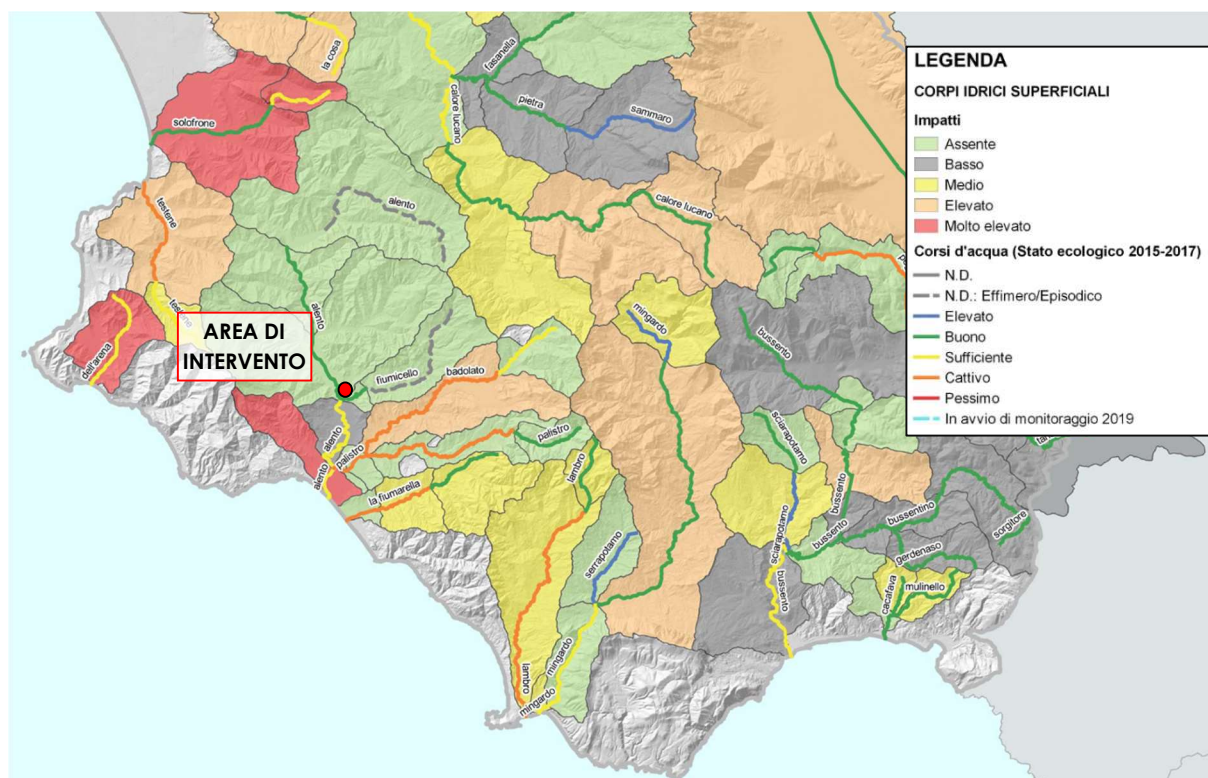 la cosa
fasanella
calore lucano
pietra
sammaro
solofrone
alento
calore lucano
testene
testene
alento
AREA DI
INTERVENTO
dell'arena
fiumicello
badolato
mingardo
bussento
alento
palistro
palistro
alento
la fiumarella
lambro
sciarapotamo
bussento
bussentino
bussento
sorgitore
gerdenaso
sciarapotamo
serrapotamo
bussento
cacafava
mulinello
mingardo
lambro
mingardo
LEGENDA
CORPI IDRICI SUPERFICIALI
Impatti
Assente
Basso
Medio
Elevato
Molto elevato
Corsi d'acqua (Stato ecologico 2015-2017)
N.D.
N.D.: Effimero/Episodico
Elevato
Buono
Sufficiente
Cattivo
Pessimo
In avvio di monitoraggio 2019